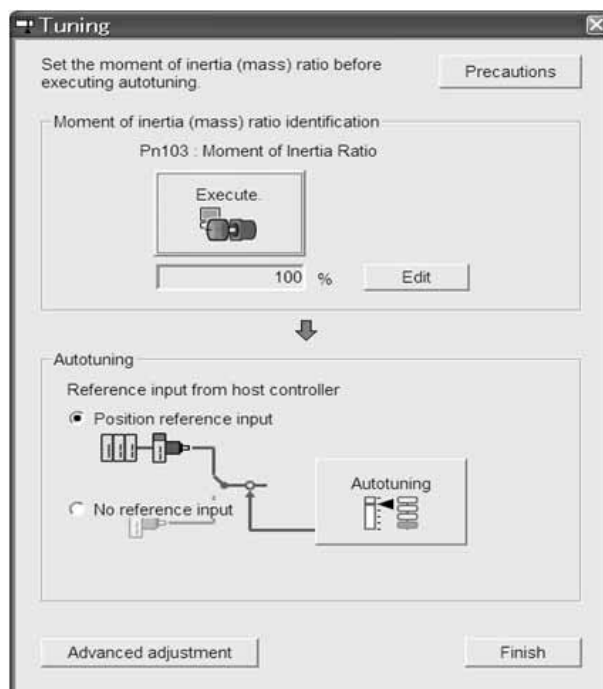 Tuning
Set the moment of inertia (mass) ratio before
executing autotuning.
Precautions
Moment of inertia (mass) ratio identification
Pn103 : Moment of Inertia Ratio
Execute.
100 %
Edit
Autotuning
Reference input from host controller
Position reference input
Autotuning
No reference input
Advanced adjustment
Finish